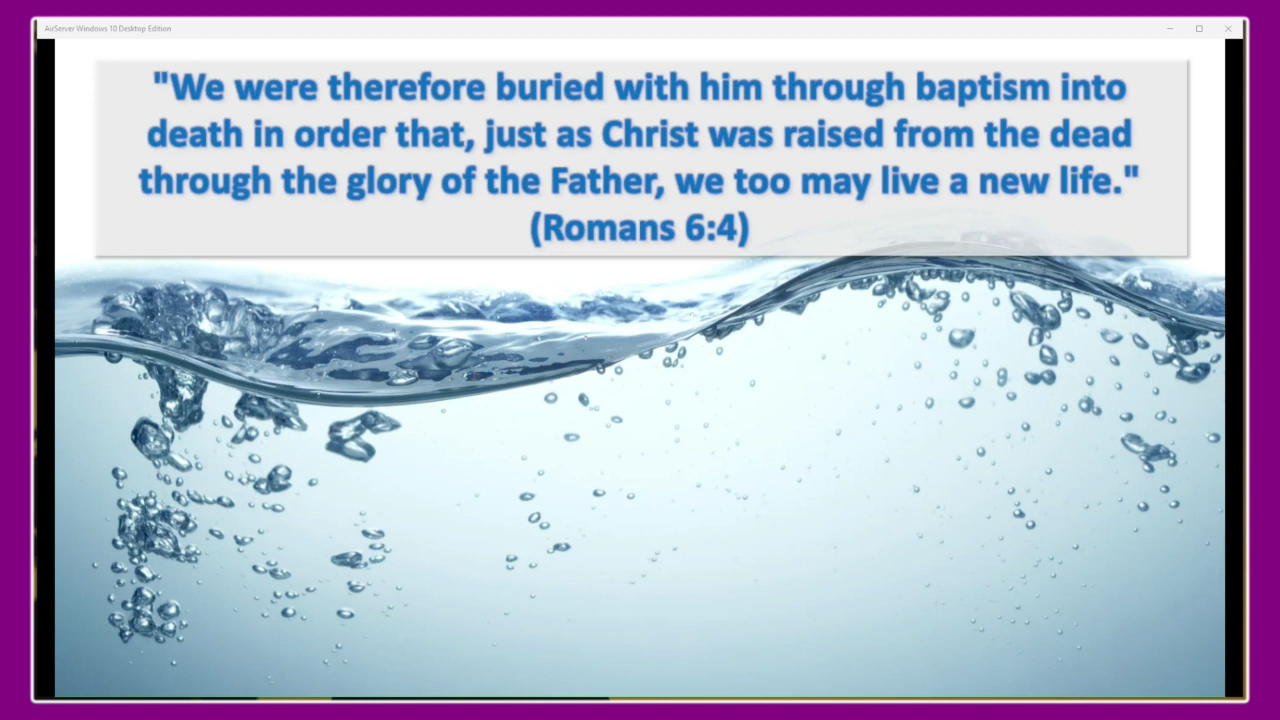 AirServer Windows 10 Desktop Edition
"We were therefore buried with him through baptism into
death in order that, just as Christ was raised from the dead
through the glory of the Father, we too may live a new life."
(Romans 6:4)